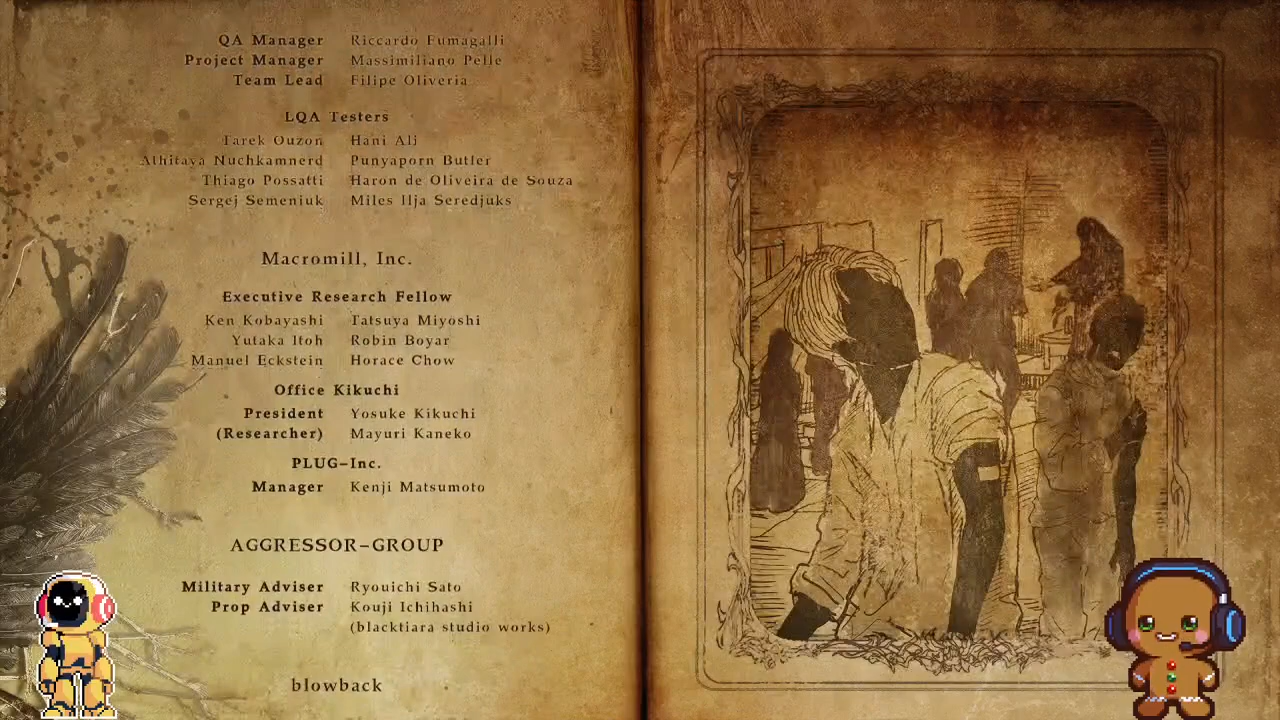 QA Manager Riccardo Fumagalli
Project Manager Massimiliano Pelle
Team Lead Filipe Oliveria
LQA Testers
Tarek Ouzon Hani Ali
Athitaya Nuchkamnerd Punyaporn Butler
Thiago Possatti Haron de Oliveira de Souza
Sergej Semeniuk Miles Ilja Seredjuks
Macromill, Inc.
Executive Research Fellow
Ken Kobayashi Tatsuya Miyoshi
Yutaka Itoh Robin Boyar
Manuel Eckstein Horace Chow
Office Kikuchi
President Yosuke Kikuchi
(Researcher) Mayuri Kaneko
PLUG-Inc.
Manager Kenji Matsumoto
AGGRESSOR-GROUP
Military Adviser Ryouichi Sato
Prop Adviser Kouji Ichihashi
(blacktiara studio works)
blowback